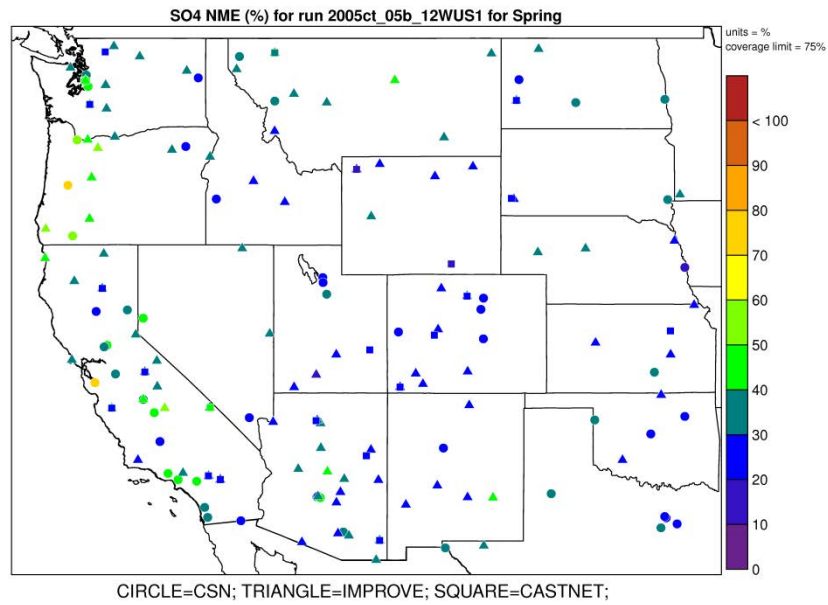 SO4 NME (%) for run 2005ct_05b_12WUS1 for Spring
units = %
coverage limit = 75%
< 100
90
80
70
60
50
40
30
20
10
0
CIRCLE=CSN; TRIANGLE=IMPROVE; SQUARE=CASTNET;